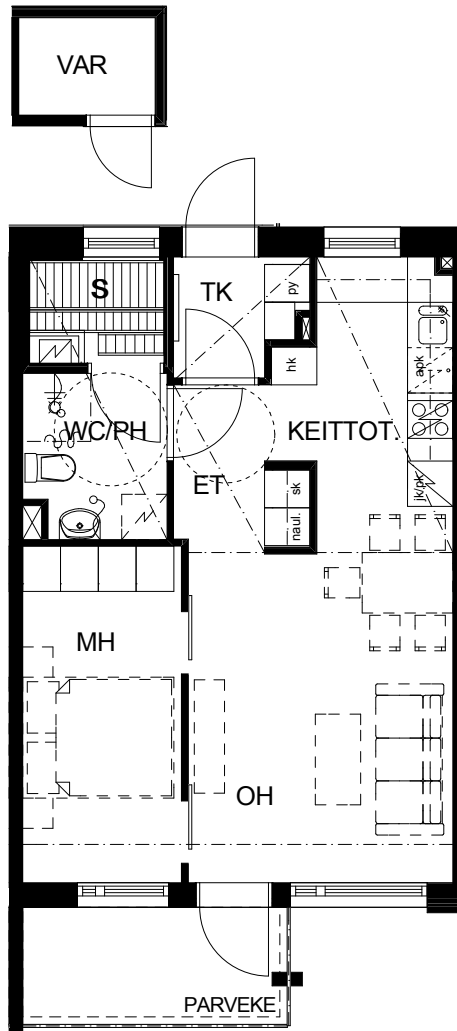 VAR
S
TK
py
hk
apk
WC/PH
KEITTOT.
ET
sk
naul.
jk/pk
MH
OH
PARVEKE